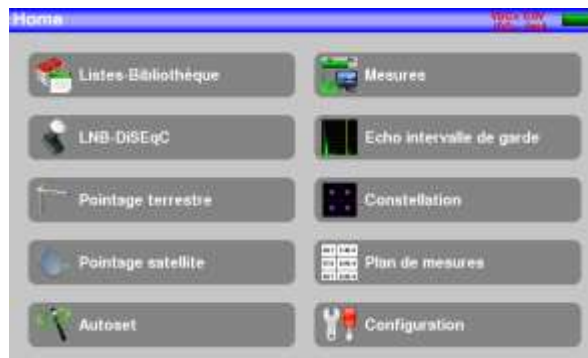 Home
Listes-Bibliothèque
Mesures
LNB-DiSEqC
Echo intervalle de garde
Pointage terrestre
Constellation
Pointage satellite
Plan de mesures
Autoset
Configuration